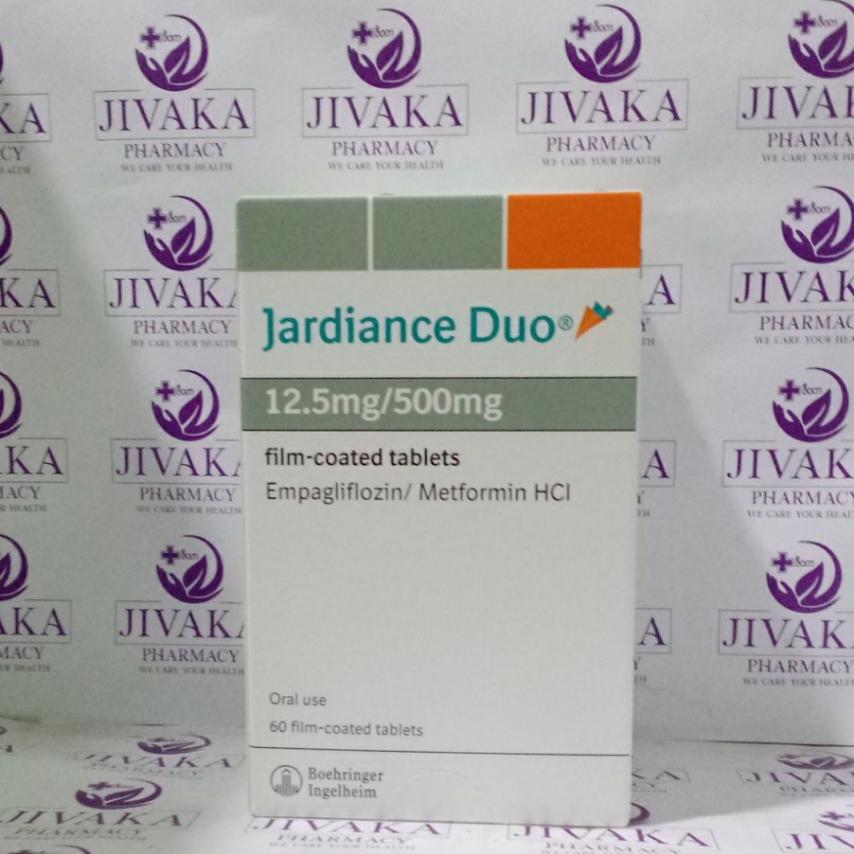 8am
JIVAKA
PHARMACY
WE CARE YOUR HEALTH
Jardiance Duo®
12.5mg/500mg
film-coated tablets
Empagliflozin/ Metformin HCl
Oral use
60 film-coated tablets
Boehringer
Ingelheim